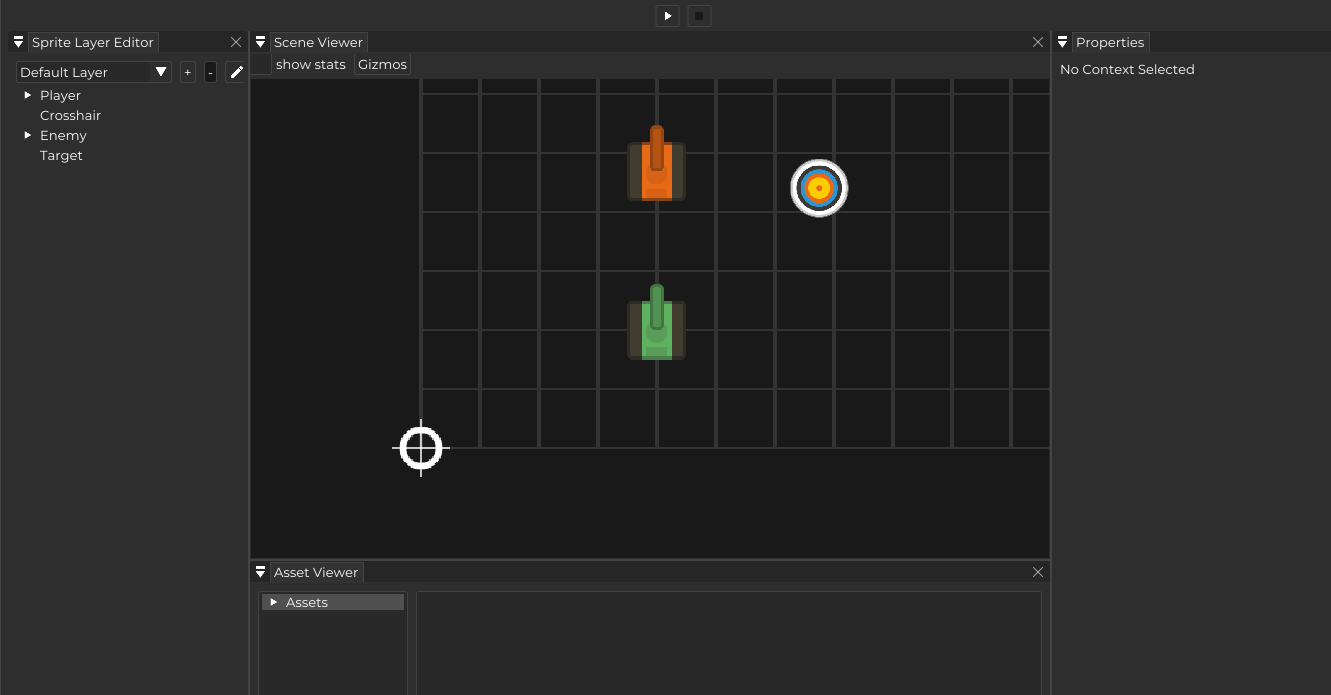 Sprite Layer Editor
Default Layer
+
-
Player
Crosshair
Enemy
Target
Scene Viewer
show stats
Gizmos
Asset Viewer
Assets
Properties
No Context Selected